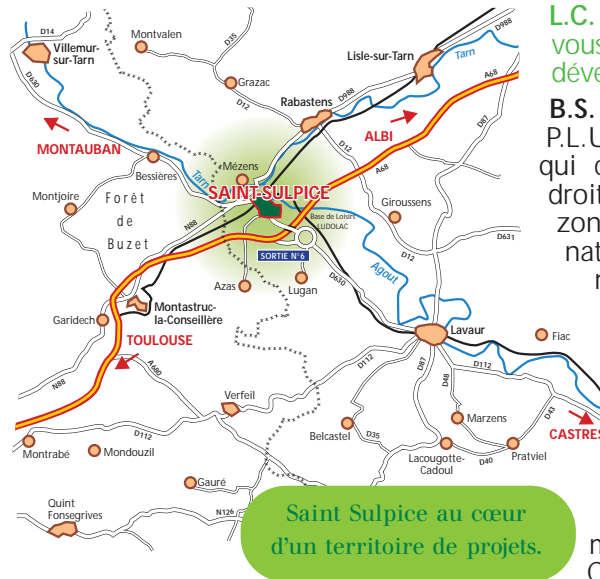 D14
Villemur-
sur-Tarn
Montvalen
D35
D988
Lisle-sur-Tarn
Tarn
A68
D630
Grazac
D12
D988
Rabastens
D87
MONTAUBAN
ALBI
D12
A68
Bessières
Tarn
Mézens
SAINT-SULPICE
Montjoire
Forêt
de
Buzet
N88
Base de Loisirs
LUDOLAC
Giroussens
D631
D12
SORTIE N°6
Agout
Azas
Lugan
D630
Montastruc-
la-Conseillère
Garidech
TOULOUSE
Lavaur
Fiac
N88
A680
D112
D87
D48
D112
Verfeil
D43
CASTRES
Marzens
Belcastel
D35
D112
Montrabé
Mondouzil
Lacougotte-
Cadoul
D40
Pratviel
Gauré
Quint
Fonsegrives
N126
Saint Sulpice au cœur
d'un territoire de projets.
L.C.
vous
déve
B.S.
P.L.U
qui
droit
zon
nat